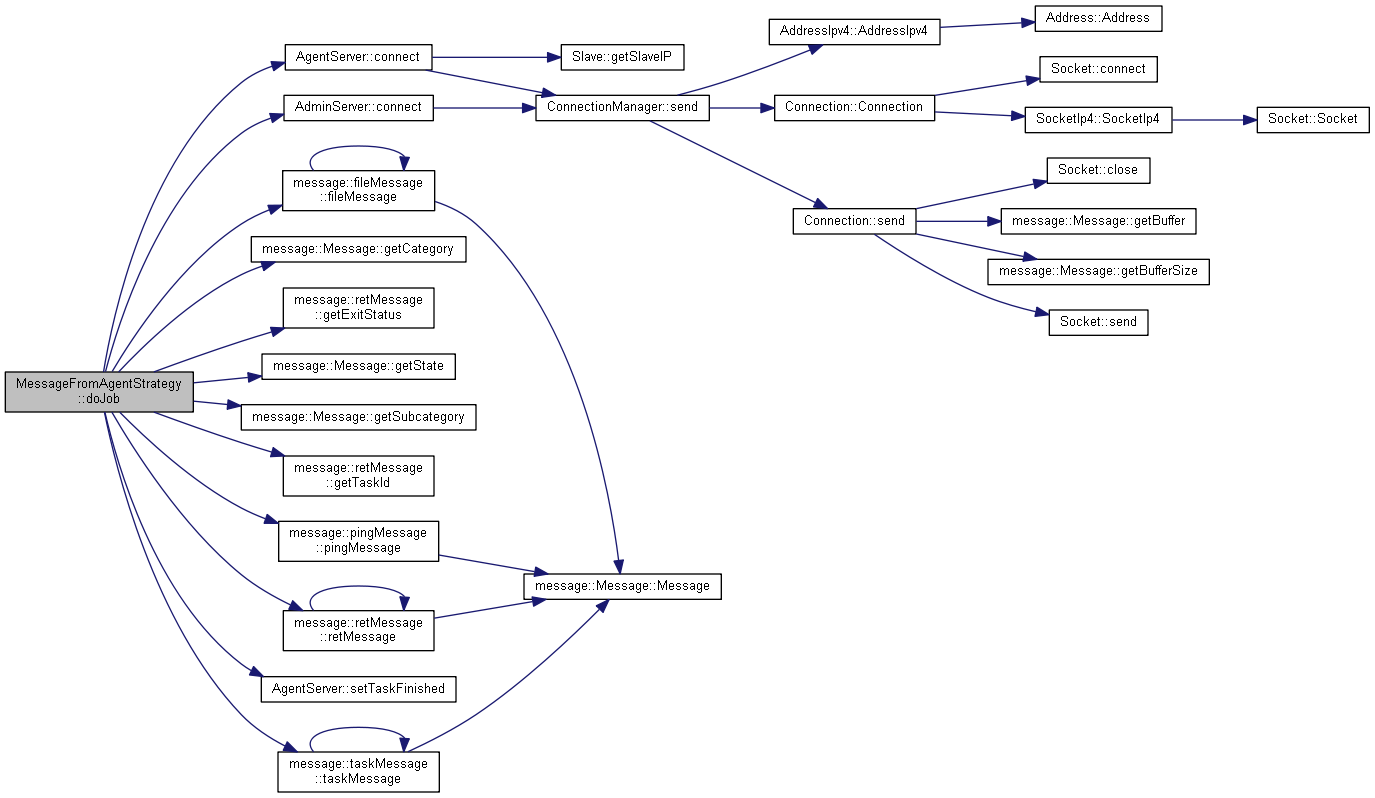 MessageFromAgentStrategy
::doJob
AgentServer::connect
AdminServer::connect
message::fileMessage
::fileMessage
message::Message::getCategory
message::retMessage
::getExitStatus
message::Message::getState
message::Message::getSubcategory
message::retMessage
::getTaskId
message::pingMessage
::pingMessage
message::retMessage
::retMessage
AgentServer::setTaskFinished
message::taskMessage
::taskMessage
Slave::getSlaveIP
ConnectionManager::send
message::Message::Message
AddressIpv4::AddressIpv4
Connection::Connection
Connection::send
Address::Address
Socket::connect
SocketIp4::SocketIp4
Socket::close
message::Message::getBuffer
message::Message::getBufferSize
Socket::send
Socket::Socket